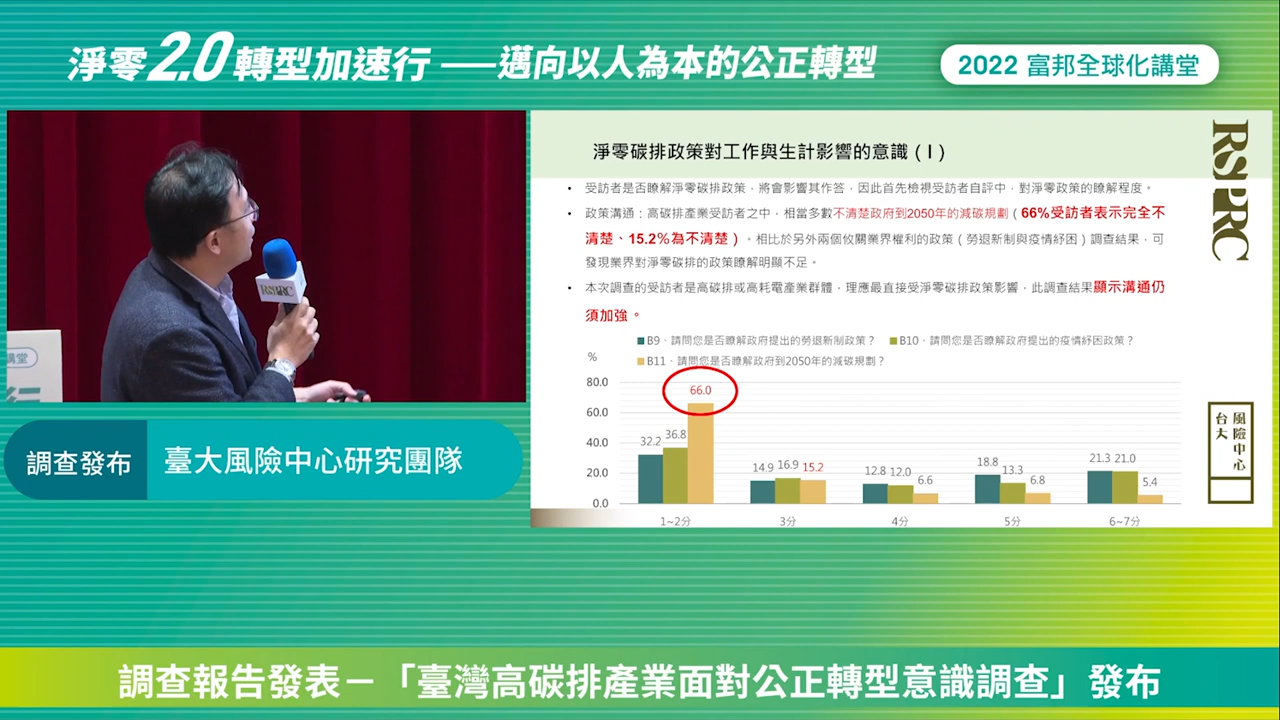 淨零2.0轉型加速行——邁向以人為本的公正轉型
2022 富邦全球化講堂
淨零碳排政策對工作與生計影響的意識 ( I )
RSPRC
• 受訪者是否瞭解淨零碳排政策，將會影響其作答，因此首先檢視受訪者自評中，對淨零政策的瞭解程度。
• 政策溝通：高碳排產業受訪者之中，相當多數不清楚政府到2050年的減碳規劃（66%受訪者表示完全不
清楚、15.2%為不清楚）。相比於另外兩個攸關業界權利的政策（勞退新制與疫情紓困）調查結果，可
發現業界對淨零碳排的政策瞭解明顯不足。
• 本次調查的受訪者是高碳排或高耗電產業群體，理應最直接受淨零碳排政策影響，此調查結果顯示溝通仍
須加強。
B9、請問您是否瞭解政府提出的勞退新制政策？
B10、請問您是否瞭解政府提出的疫情紓困政策？
B11、請問您是否瞭解政府到2050年的減碳規劃？
%
80.0
60.0
40.0
20.0
0.0
32.2 36.8 66.0
14.9 16.9 15.2
12.8 12.0 6.6
18.8 13.3 6.8
21.3 21.0 5.4
1~2分 3分 4分 5分 6~7分
風險中心
台大
RSPRC
講堂
行
調查發布
臺大風險中心研究團隊
調查報告發表－「臺灣高碳排產業面對公正轉型意識調查」發布